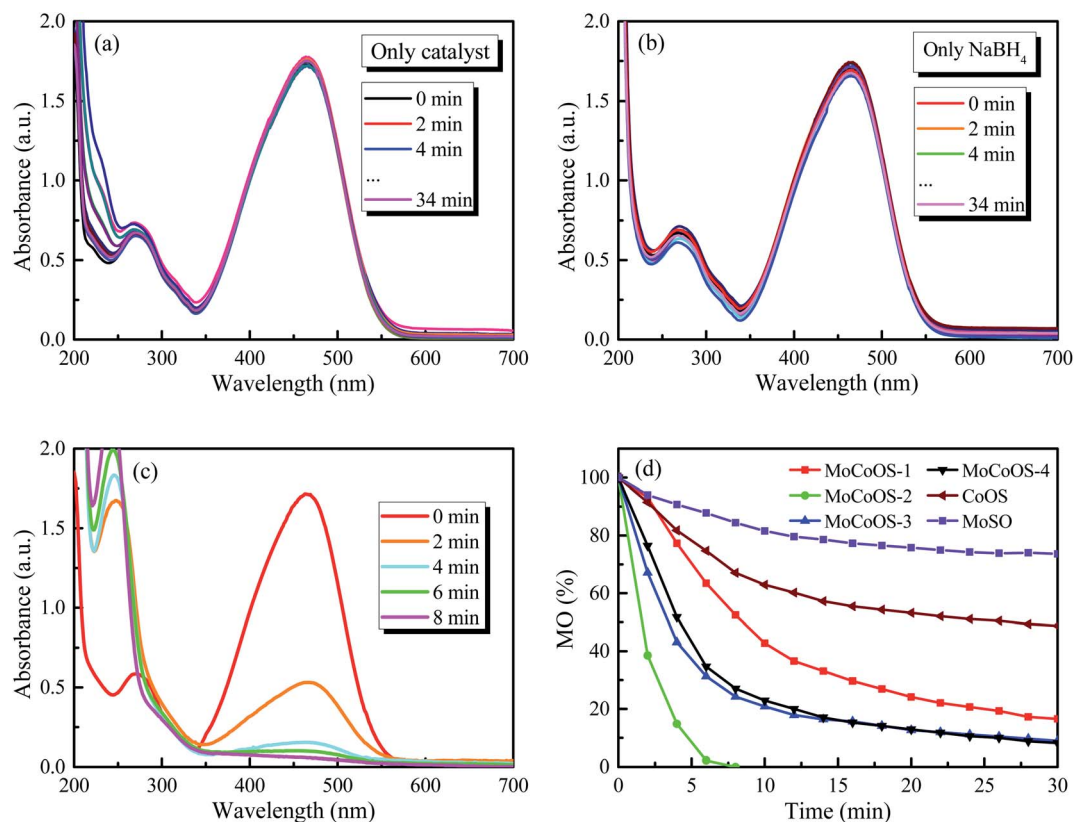 (a)
Only catalyst
0 min
2 min
4 min
...
34 min
Absorbance (a.u.)
2.0
1.5
1.0
0.5
0.0
200 300 400 500 600 700
Wavelength (nm)
(b)
Only NaBH₄
0 min
2 min
4 min
...
34 min
Absorbance (a.u.)
2.0
1.5
1.0
0.5
0.0
200 300 400 500 600 700
Wavelength (nm)
(c)
0 min
2 min
4 min
6 min
8 min
Absorbance (a.u.)
2.0
1.5
1.0
0.5
0.0
200 300 400 500 600 700
Wavelength (nm)
(d)
MoCoOS-1 MoCoOS-4
MoCoOS-2 CoOS
MoCoOS-3 MoSO
MO (%)
100
80
60
40
20
0
0 5 10 15 20 25 30
Time (min)